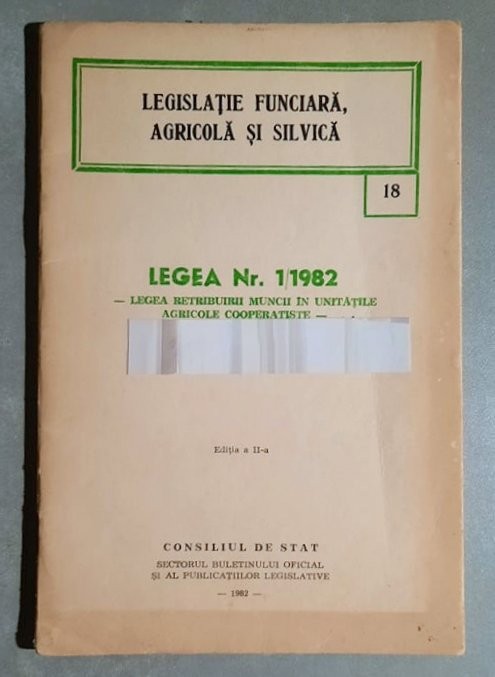 LEGISLAȚIE FUNCIARĂ,
AGRICOLĂ ȘI SILVICĂ
18
LEGEA Nr. 1/1982
— LEGEA RETRIBUIRII MUNCII ÎN UNITĂȚILE
AGRICOLE COOPERATISTE —
Ediția a II-a
CONSILIUL DE STAT
SECTORUL BULETINULUI OFICIAL
ȘI AL PUBLICAȚIILOR LEGISLATIVE
— 1982 —